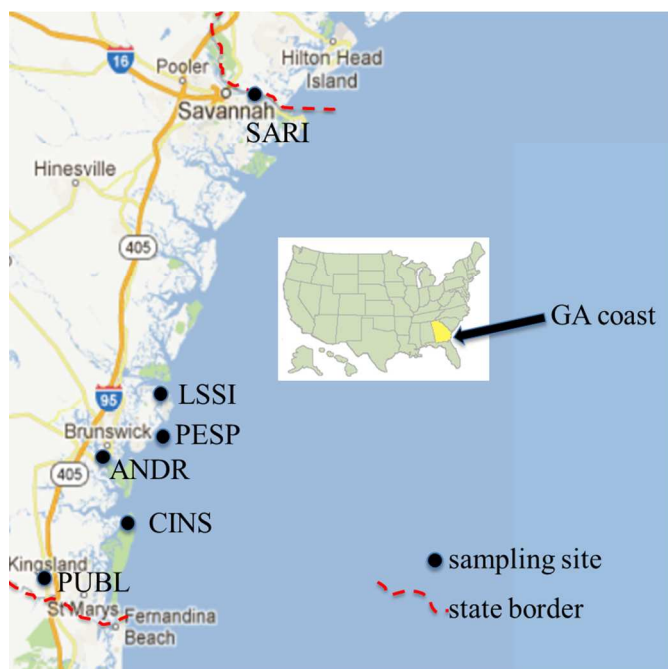 16
Pooler
Hilton Head
Island
Savannah
SARI
Hinesville
405
GA coast
LSSI
95
PESP
Brunswick
ANDR
405
CINS
sampling site
Kingsland
PUBL
St Marys
state border
Fernandina
Beach